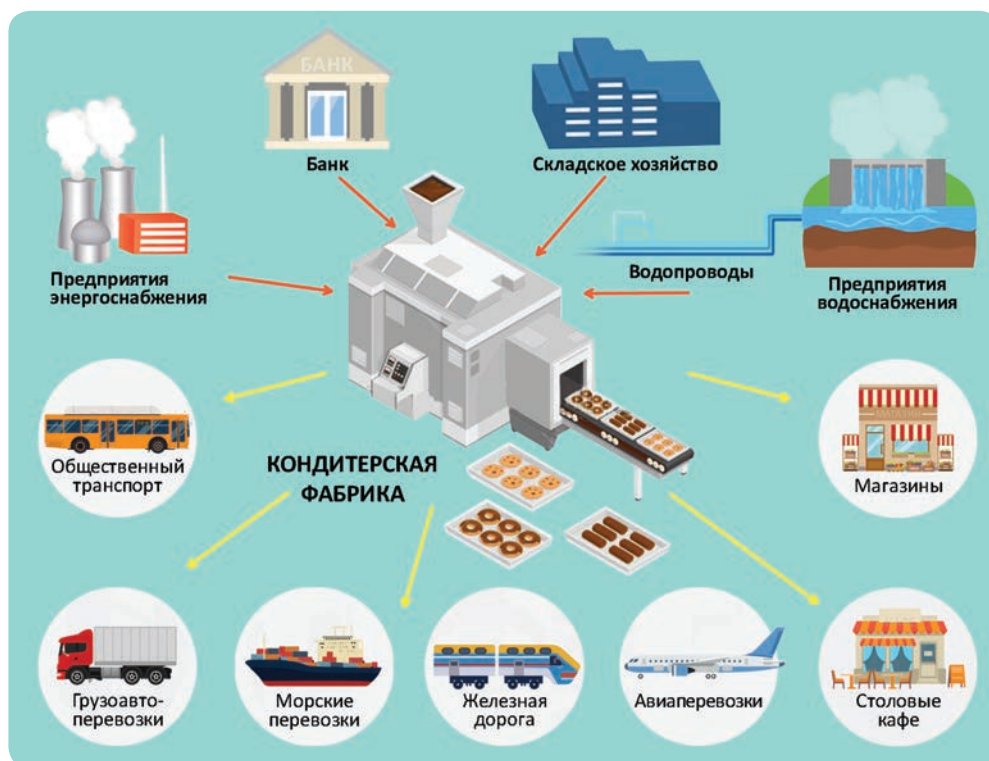 БАНК
Банк
Складское хозяйство
Предприятия
энергоснабжения
Водопроводы
Предприятия
водоснабжения
Общественный
транспорт
КОНДИТЕРСКАЯ
ФАБРИКА
МАГАЗИН
Магазины
Грузоавто-
перевозки
Морские
перевозки
Железная
дорога
Авиаперевозки
Столовые
кафе